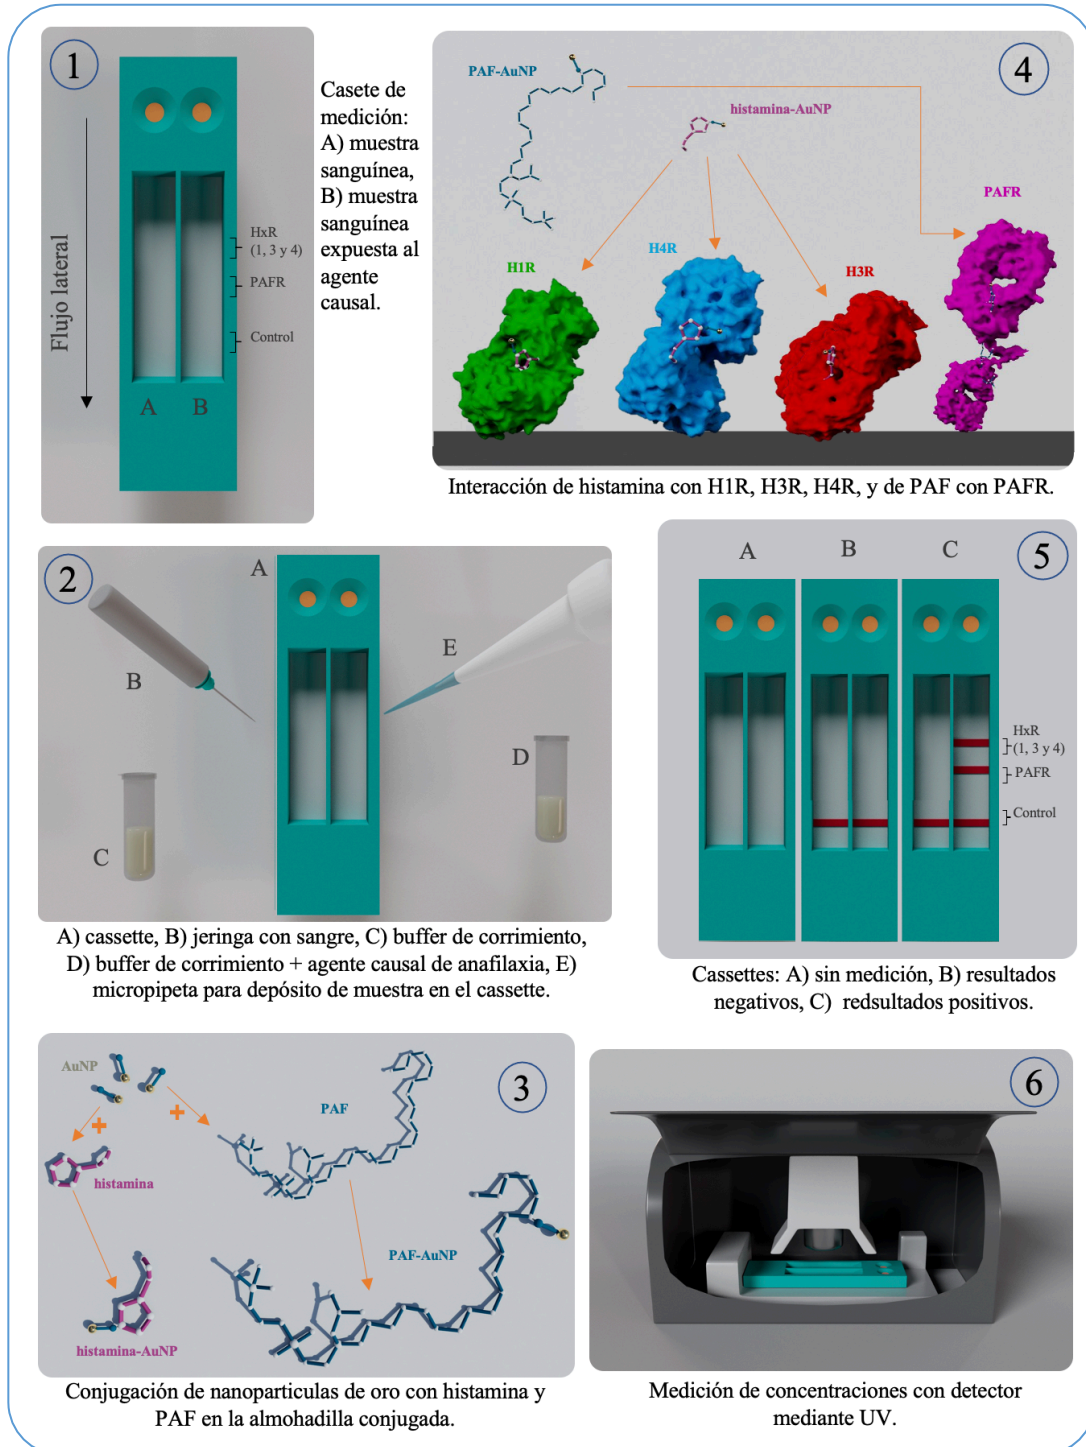 1
Flujo lateral
HxR
(1, 3 y 4)
PAFR
Control
A
B
Casete de
medición:
A) muestra
sanguínea,
B) muestra
sanguínea
expuesta al
agente
causal.
4
PAF-AuNP
histamina-AuNP
PAFR
H4R
H1R
H3R
Interacción de histamina con H1R, H3R, H4R, y de PAF con PAFR.
2
A
B
E
D
C
A) cassette, B) jeringa con sangre, C) buffer de corrimiento,
D) buffer de corrimiento + agente causal de anafilaxia, E)
micropipeta para depósito de muestra en el cassette.
5
A
B
C
HxR
(1, 3 y 4)
PAFR
Control
Cassettes: A) sin medición, B) resultados
negativos, C) redsultados positivos.
3
AuNP
+
+
PAF
histamina
PAF-AuNP
histamina-AuNP
Conjugación de nanoparticulas de oro con histamina y
PAF en la almohadilla conjugada.
6
Medición de concentraciones con detector
mediante UV.